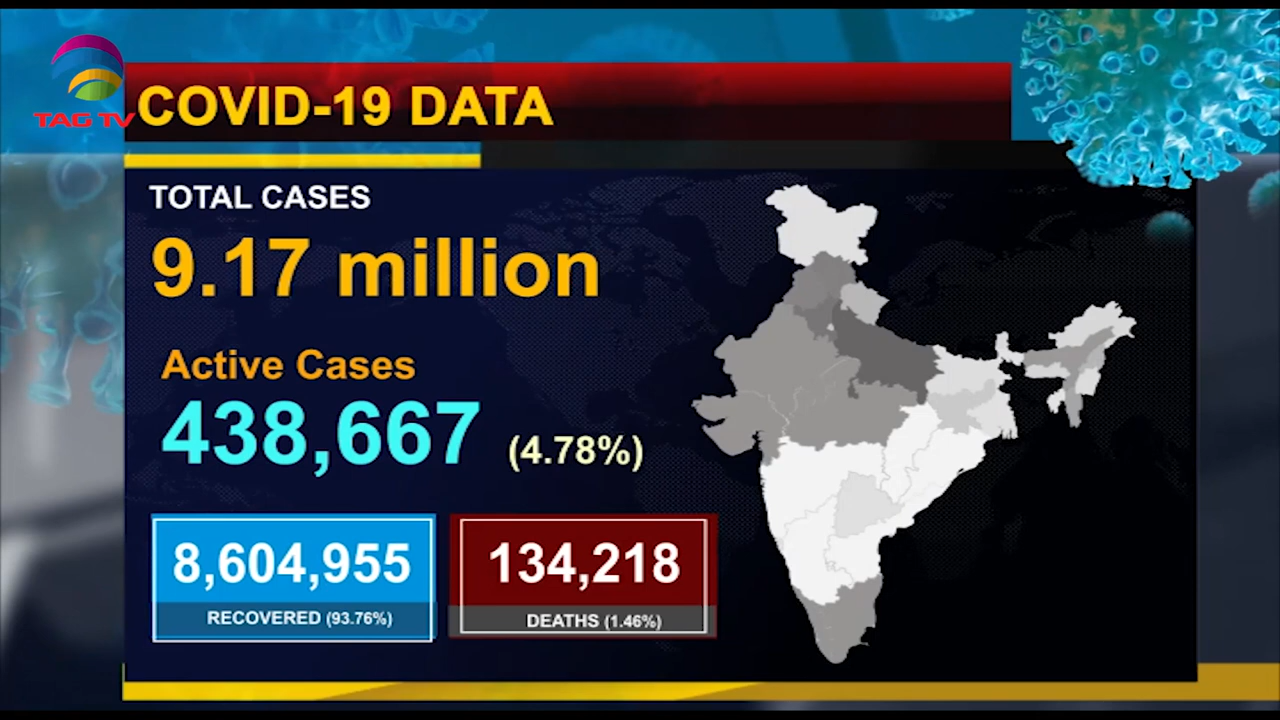 TAG TV
COVID-19 DATA
TOTAL CASES
9.17 million
Active Cases
438,667 (4.78%)
8,604,955
RECOVERED (93.76%)
134,218
DEATHS (1.46%)